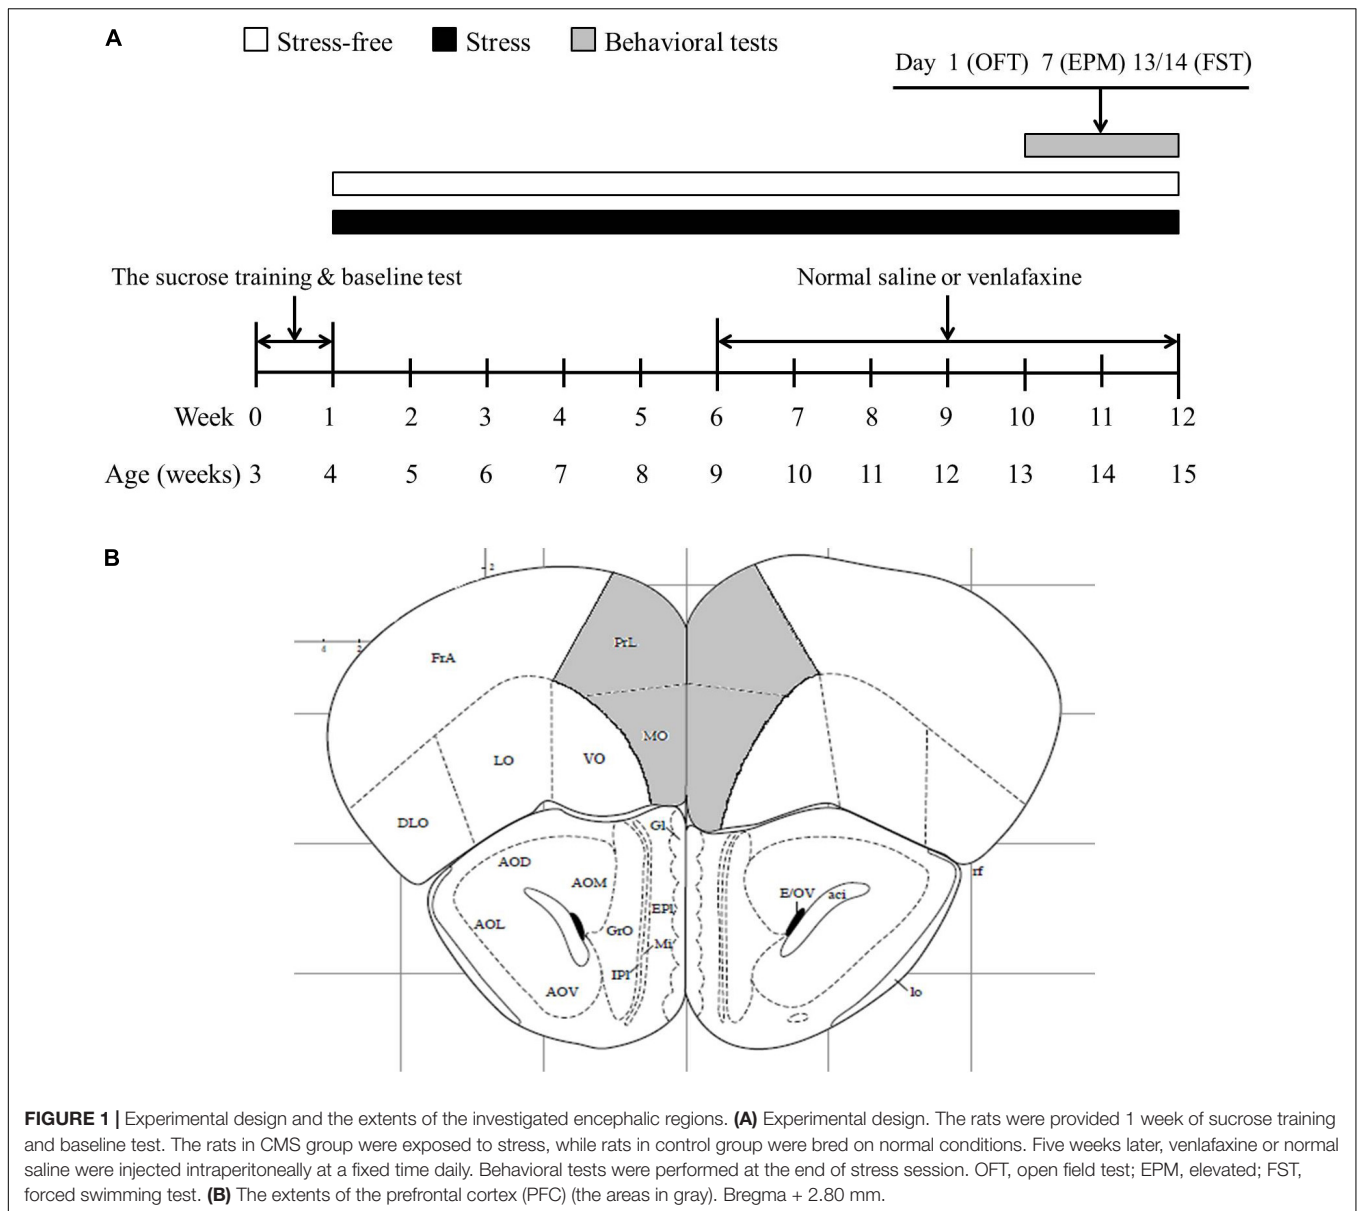 A
Stress-free Stress Behavioral tests
Day 1 (OFT) 7 (EPM) 13/14 (FST)
The sucrose training & baseline test Normal saline or venlafaxine
Week 0 1 2 3 4 5 6 7 8 9 10 11 12
Age (weeks) 3 4 5 6 7 8 9 10 11 12 13 14 15
B
-2
4
PrL
FrA
MO
LO VO
DLO
Gl
AOD
rf
AOM
E/OV aci
EPl
AOL
GrO
Mi
IPl
AOV
lo
FIGURE 1 | Experimental design and the extents of the investigated encephalic regions. (A) Experimental design. The rats were provided 1 week of sucrose training
and baseline test. The rats in CMS group were exposed to stress, while rats in control group were bred on normal conditions. Five weeks later, venlafaxine or normal
saline were injected intraperitoneally at a fixed time daily. Behavioral tests were performed at the end of stress session. OFT, open field test; EPM, elevated; FST,
forced swimming test. (B) The extents of the prefrontal cortex (PFC) (the areas in gray). Bregma + 2.80 mm.